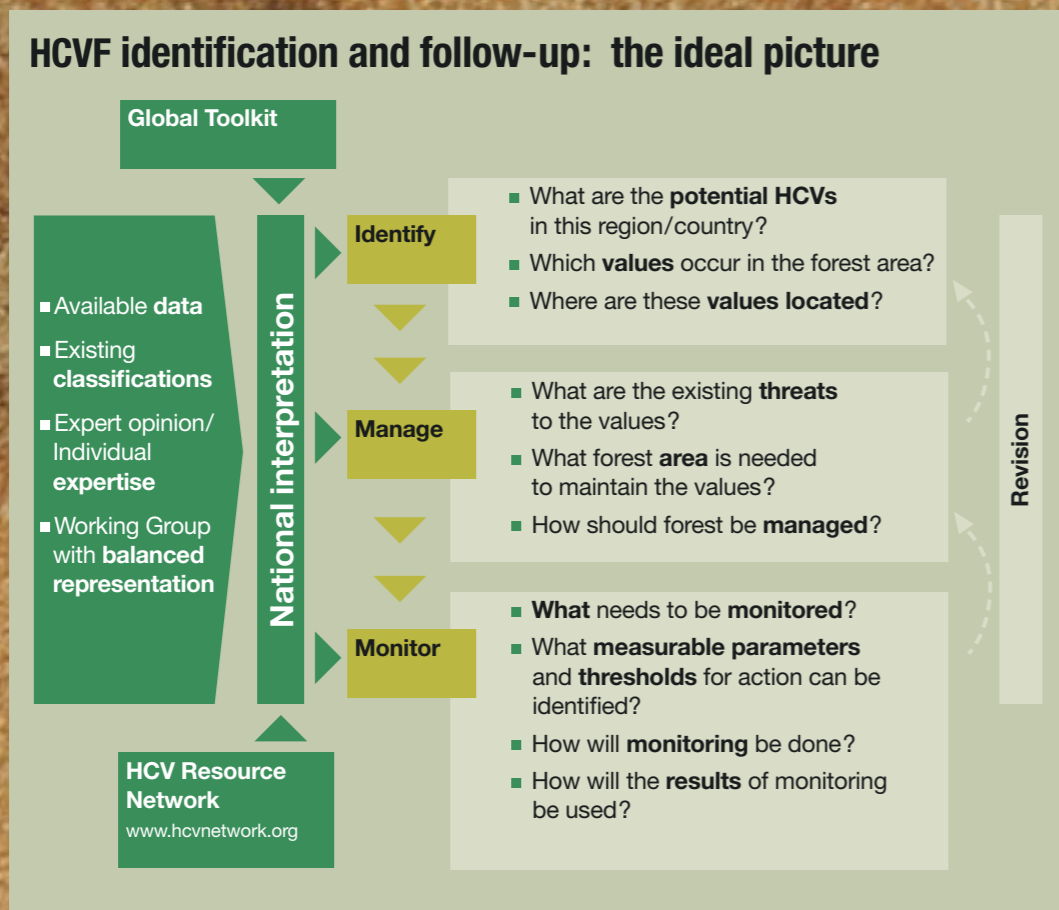 HCVF identification and follow-up: the ideal picture
Global Toolkit
Available data
Existing
classifications
Expert opinion/
Individual
expertise
Working Group
with balanced
representation
National interpretation
HCV Resource
Network
www.hcvnetwork.org
Identify
What are the potential HCVs
in this region/country?
Which values occur in the forest area?
Where are these values located?
Manage
What are the existing threats
to the values?
What forest area is needed
to maintain the values?
How should forest be managed?
Monitor
What needs to be monitored?
What measurable parameters
and thresholds for action can be
identified?
How will monitoring be done?
How will the results of monitoring
be used?
Revision